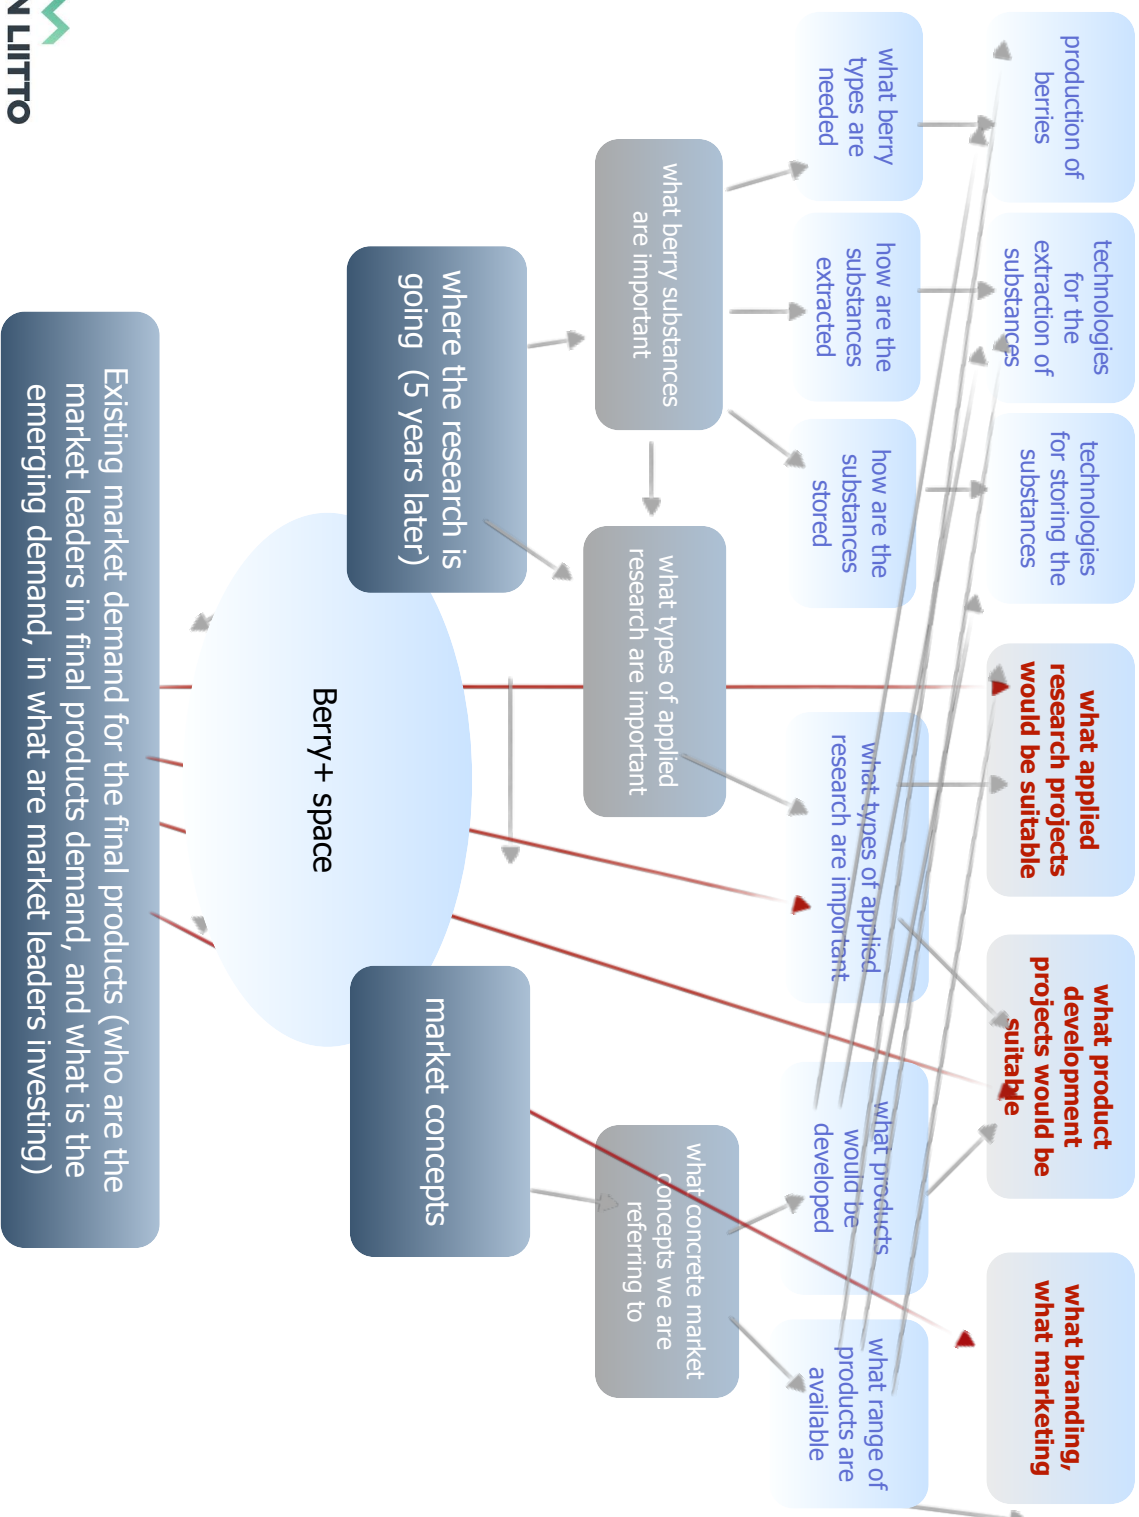 production of
berries
technologies
for the
extraction of
substances
technologies
for storing the
substances
what applied
research projects
would be suitable
what product
development
projects would be
suitable
what branding,
what marketing
what berry
types are
needed
how are the
substances
extracted
how are the
substances
stored
what types of applied
research are important
what products
would be
developed
what range of
products are
available
what berry substances
are important
what types of applied
research are important
what concrete market
concepts we are
referring to
where the research is
going (5 years later)
market concepts
Berry+ space
Existing market demand for the final products (who are the
market leaders in final products demand, and what is the
emerging demand, in what are market leaders investing)
N LIITTO